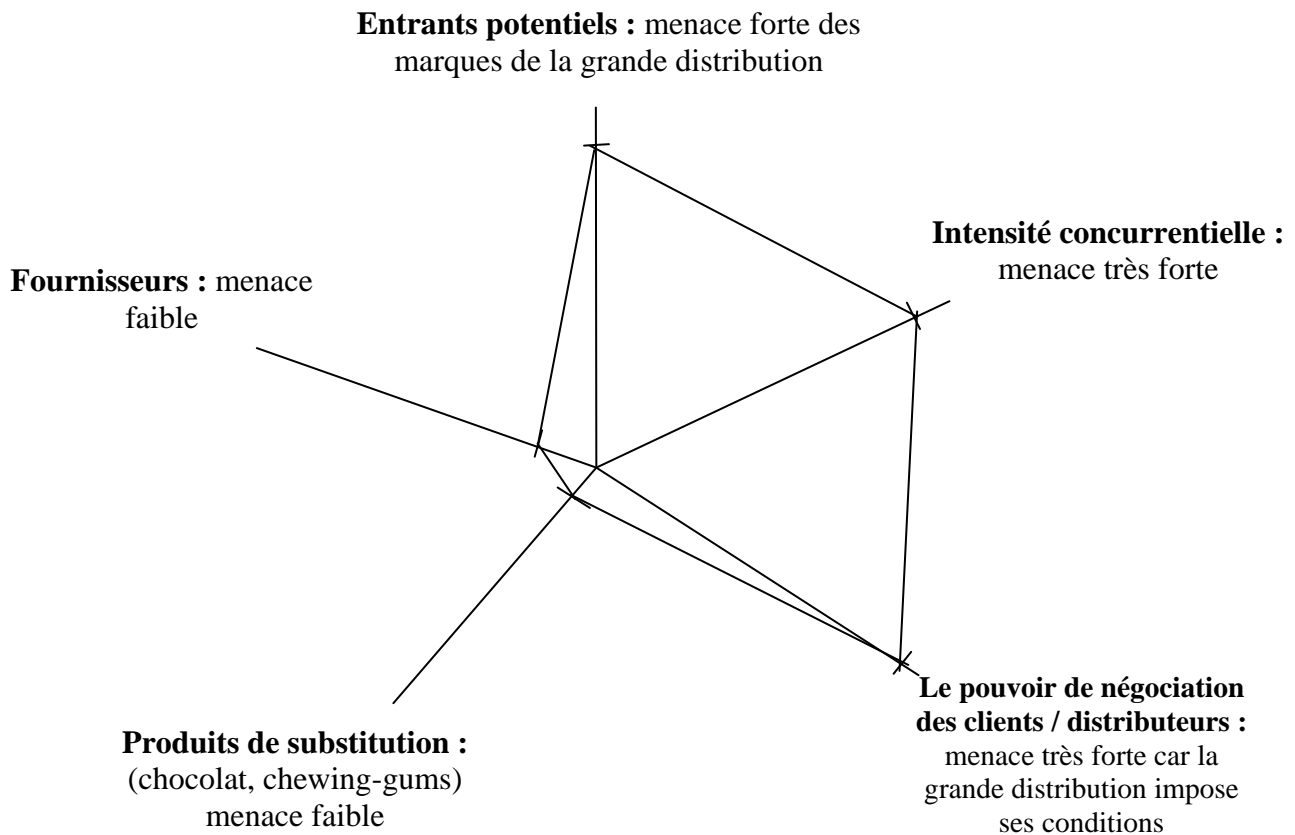 Entrants potentiels : menace forte des
marques de la grande distribution
Intensité concurrentielle :
menace très forte
Fournisseurs : menace
faible
Le pouvoir de négociation
des clients / distributeurs :
menace très forte car la
grande distribution impose
ses conditions
Produits de substitution :
(chocolat, chewing-gums)
menace faible